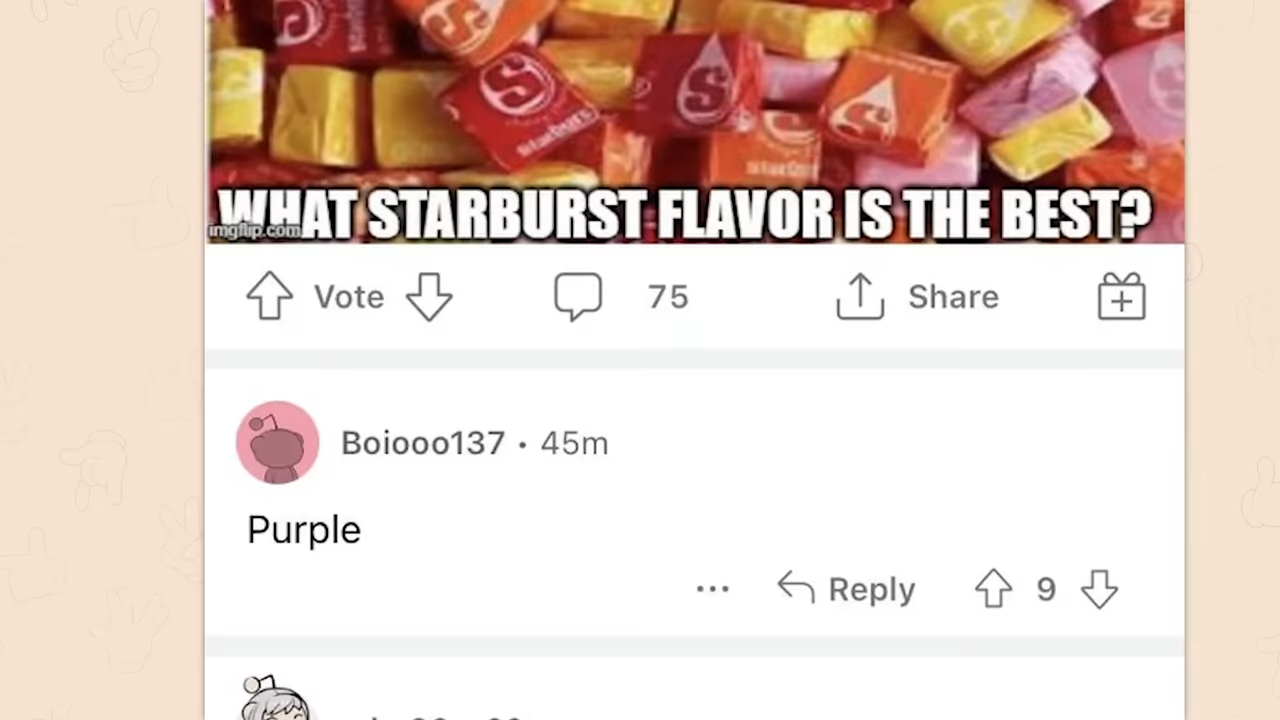 WHAT STARBURST FLAVOR IS THE BEST?
imgflip.com
Vote 75 Share
Boiooo137 • 45m
Purple
... Reply 9